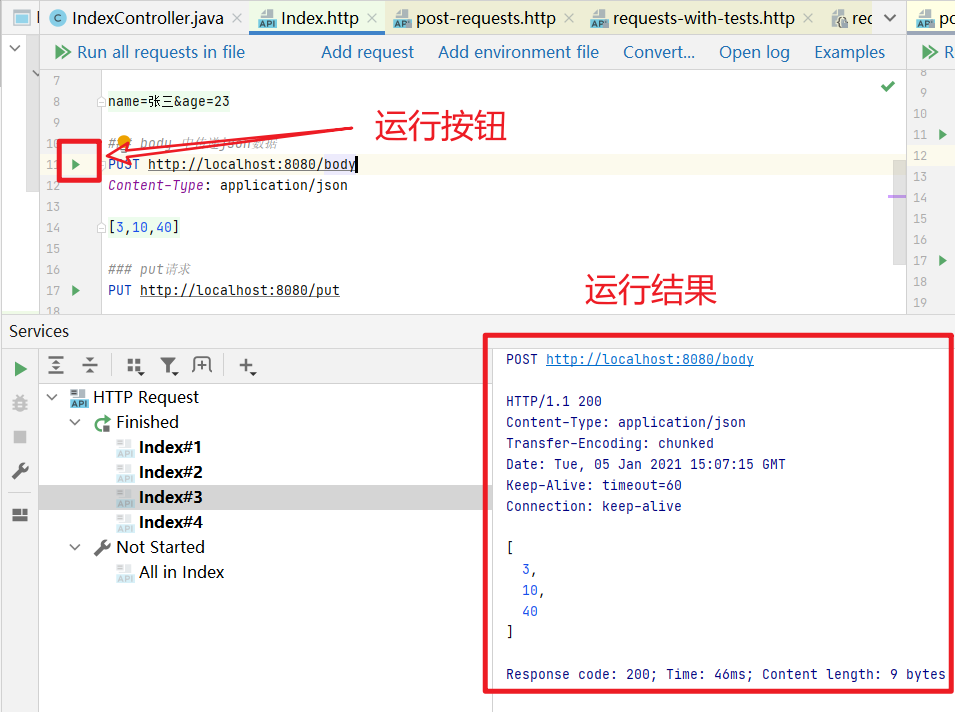 IndexController.java
Index.http
post-requests.http
requests-with-tests.http
rec
po
Run all requests in file
Add request
Add environment file
Convert...
Open log
Examples
R
7
8
name=张三&age=23
9
10
### body 中传递json数据
运行按钮
11
POST http://localhost:8080/body
12
Content-Type: application/json
13
14
[3,10,40]
15
16
### put请求
17
PUT http://localhost:8080/put
18
8
9
10
11
12
13
14
15
16
17
18
19
运行结果
Services
HTTP Request
Finished
Index#1
Index#2
Index#3
Index#4
Not Started
All in Index
POST http://localhost:8080/body
HTTP/1.1 200
Content-Type: application/json
Transfer-Encoding: chunked
Date: Tue, 05 Jan 2021 15:07:15 GMT
Keep-Alive: timeout=60
Connection: keep-alive
[
3,
10,
40
]
Response code: 200; Time: 46ms; Content length: 9 bytes